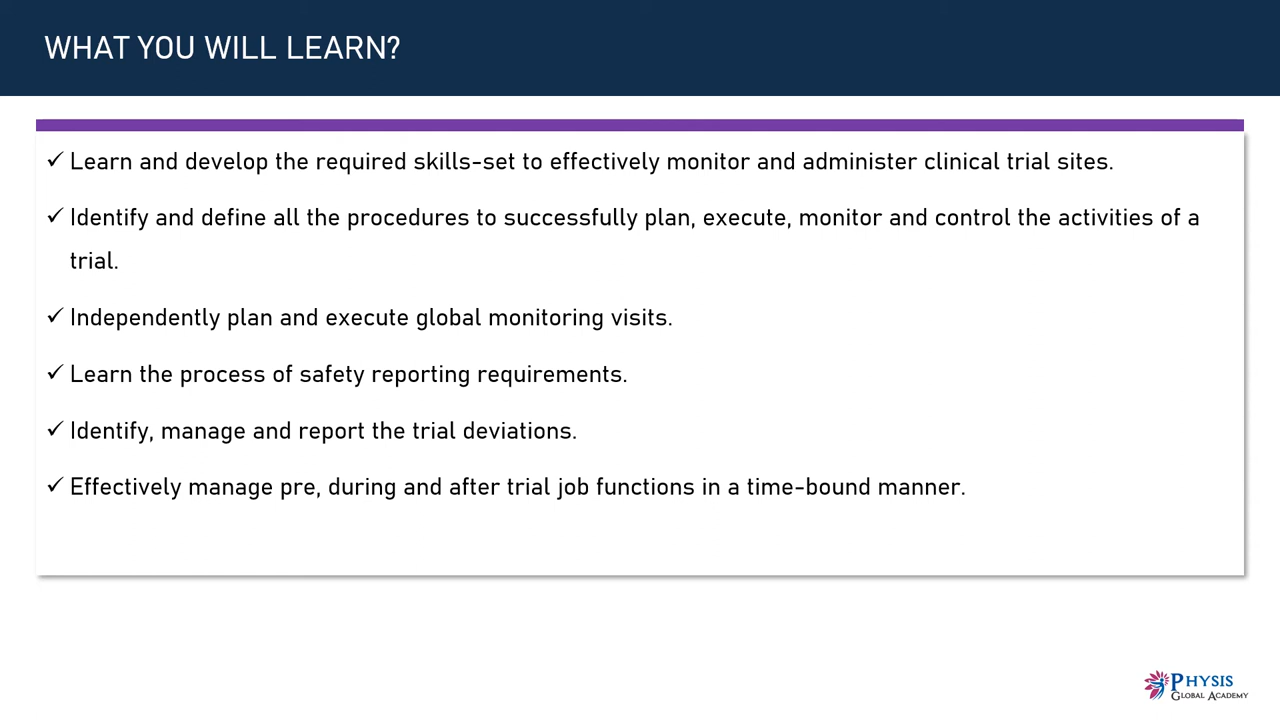 WHAT YOU WILL LEARN?
✓ Learn and develop the required skills-set to effectively monitor and administer clinical trial sites.
✓ Identify and define all the procedures to successfully plan, execute, monitor and control the activities of a
trial.
✓ Independently plan and execute global monitoring visits.
✓ Learn the process of safety reporting requirements.
✓ Identify, manage and report the trial deviations.
✓ Effectively manage pre, during and after trial job functions in a time-bound manner.
PHYSIS
GLOBAL ACADEMY